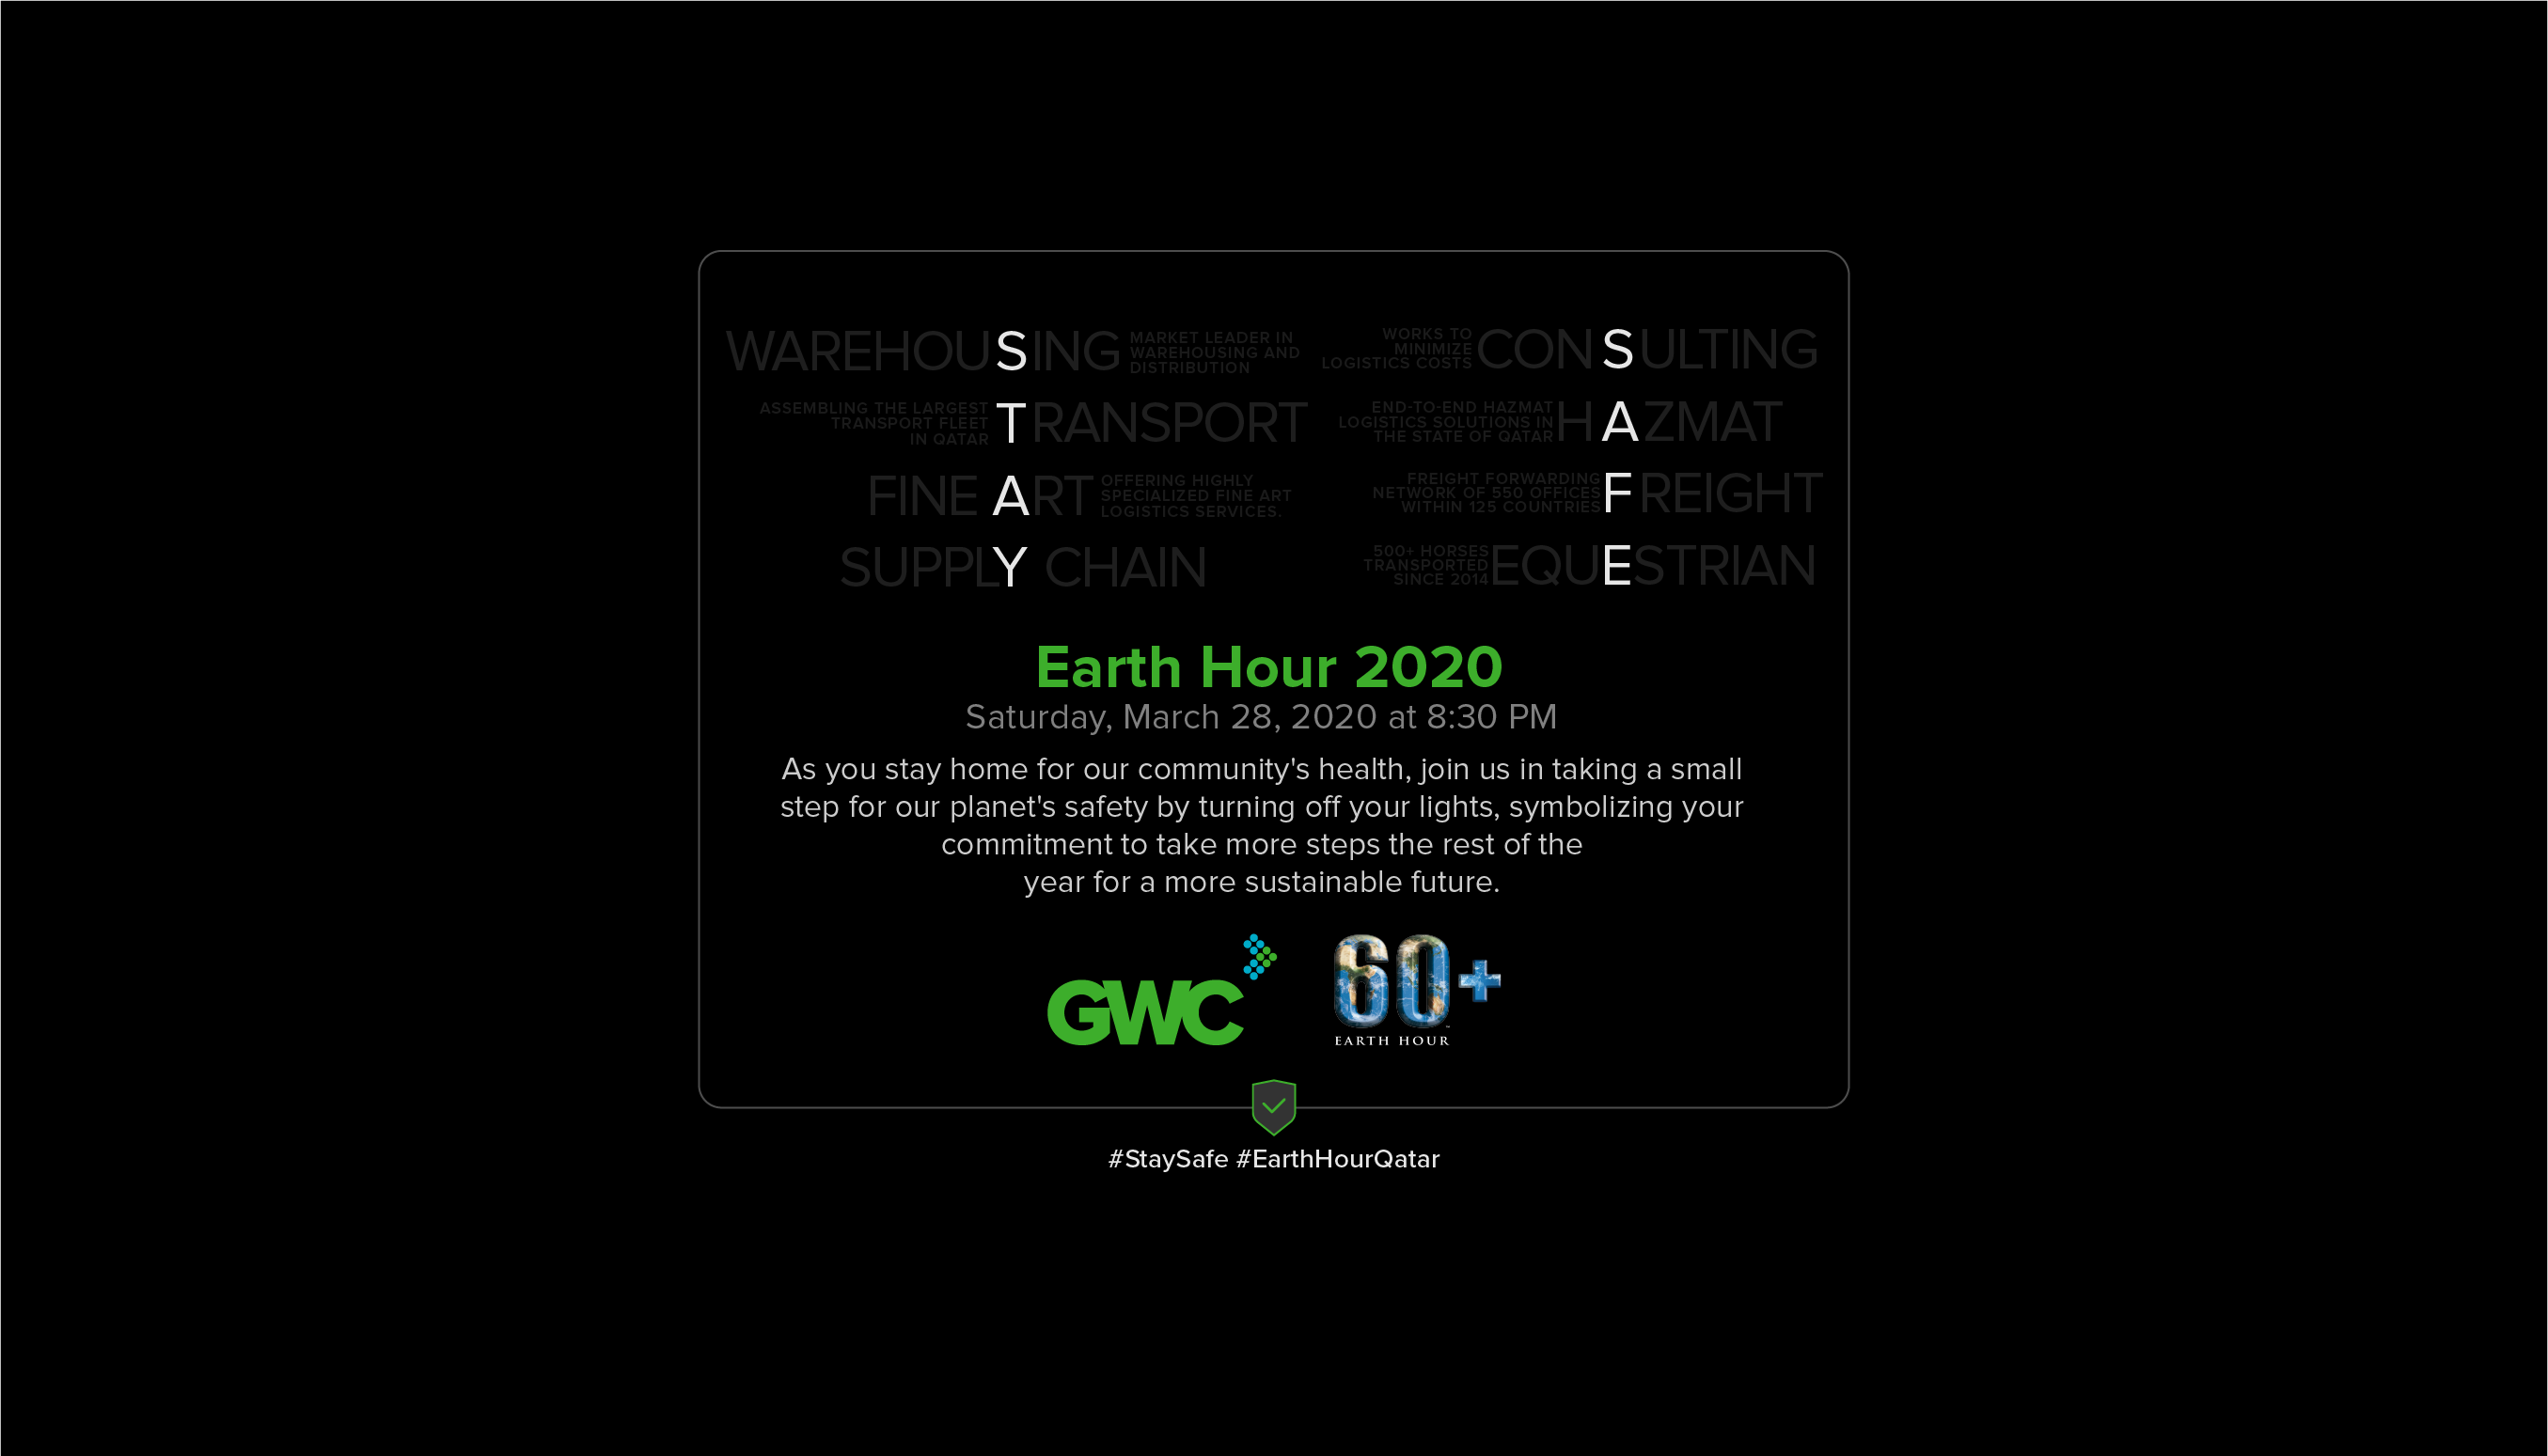 WAREHOUSING
MARKET LEADER IN
WAREHOUSING AND
DISTRIBUTION
ASSEMBLING THE LARGEST
TRANSPORT FLEET
IN QATAR
TRANSPORT
FINE ART
OFFERING HIGHLY
SPECIALIZED FINE ART
LOGISTICS SERVICES.
SUPPLY CHAIN
WORKS TO
MINIMIZE
LOGISTICS COSTS
CONSULTING
END-TO-END HAZMAT
LOGISTICS SOLUTIONS IN
THE STATE OF QATAR
HAZMAT
FREIGHT FORWARDING
NETWORK OF 550 OFFICES
WITHIN 125 COUNTRIES
FREIGHT
500+ HORSES
TRANSPORTED
SINCE 2014
EQUESTRIAN
Earth Hour 2020
Saturday, March 28, 2020 at 8:30 PM
As you stay home for our community's health, join us in taking a small
step for our planet's safety by turning off your lights, symbolizing your
commitment to take more steps the rest of the
year for a more sustainable future.
GWC
60+
™
EARTH HOUR
#StaySafe #EarthHourQatar